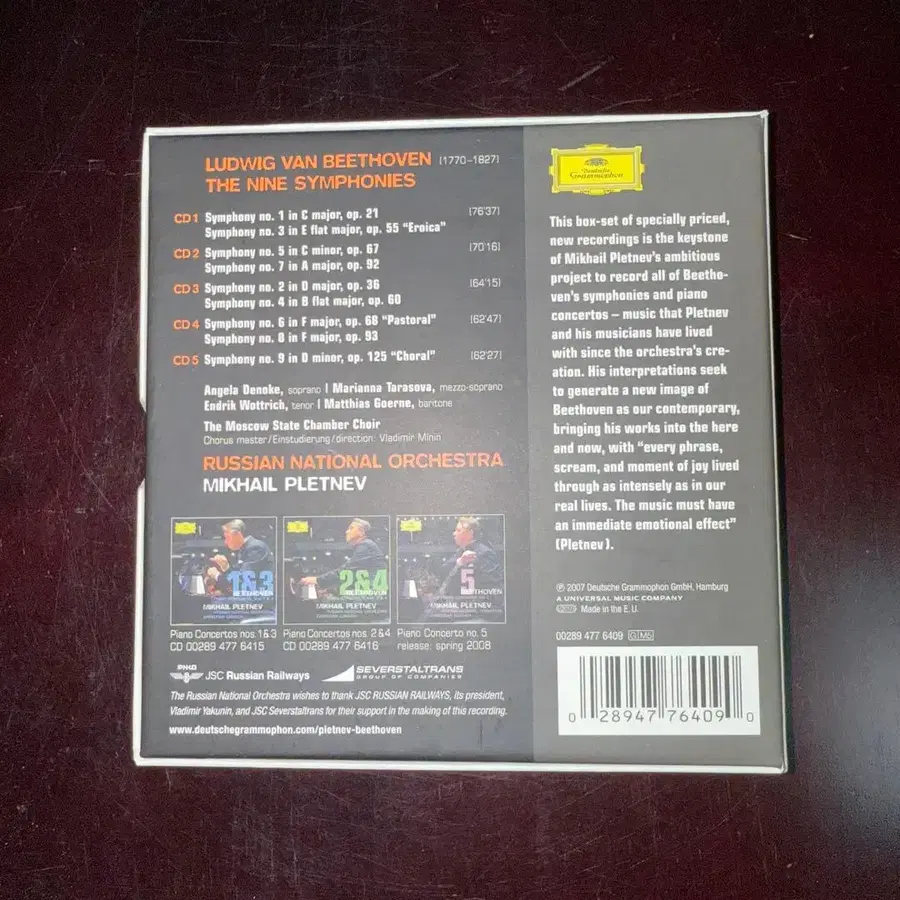 LUDWIG VAN BEETHOVEN (1770–1827)
THE NINE SYMPHONIES
CD 1 Symphony no. 1 in C major, op. 21 (76'37)
Symphony no. 3 in E flat major, op. 55 "Eroica"
CD 2 Symphony no. 5 in C minor, op. 67 (70'16)
Symphony no. 7 in A major, op. 92
CD 3 Symphony no. 2 in D major, op. 36 (64'15)
Symphony no. 4 in B flat major, op. 60
CD 4 Symphony no. 6 in F major, op. 68 "Pastoral" (62'47)
Symphony no. 8 in F major, op. 93
CD 5 Symphony no. 9 in D minor, op. 125 "Choral" (62'27)
Angela Denoke, soprano | Marianna Tarasova, mezzo-soprano
Endrik Wottrich, tenor | Matthias Goerne, baritone
The Moscow State Chamber Choir
Chorus master / Einstudierung / direction: Vladimir Minin
RUSSIAN NATIONAL ORCHESTRA
MIKHAIL PLETNEV
1&3
BEETHOVEN
MIKHAIL PLETNEV
2&4
BEETHOVEN
MIKHAIL PLETNEV
5
BEETHOVEN
MIKHAIL PLETNEV
Piano Concertos nos. 1 & 3
CD 00289 477 6415
Piano Concertos nos. 2 & 4
CD 00289 477 6416
Piano Concerto no. 5
release: spring 2008
JSC Russian Railways
SEVERSTALTRANS
GROUP OF COMPANIES
The Russian National Orchestra wishes to thank JSC RUSSIAN RAILWAYS, its president,
Vladimir Yakunin, and JSC Severstaltrans for their support in the making of this recording.
www.deutschegrammophon.com/pletnev-beethoven
Deutsche
Grammophon
This box-set of specially priced,
new recordings is the keystone
of Mikhail Pletnev's ambitious
project to record all of Beetho-
ven's symphonies and piano
concertos – music that Pletnev
and his musicians have lived
with since the orchestra's cre-
ation. His interpretations seek
to generate a new image of
Beethoven as our contemporary,
bringing his works into the here
and now, with "every phrase,
scream, and moment of joy lived
through as intensely as in our
real lives. The music must have
an immediate emotional effect"
(Pletnev).
℗ 2007 Deutsche Grammophon GmbH, Hamburg
A UNIVERSAL MUSIC COMPANY
Made in the E. U.
00289 477 6409 GM5
0 28947 76409 0